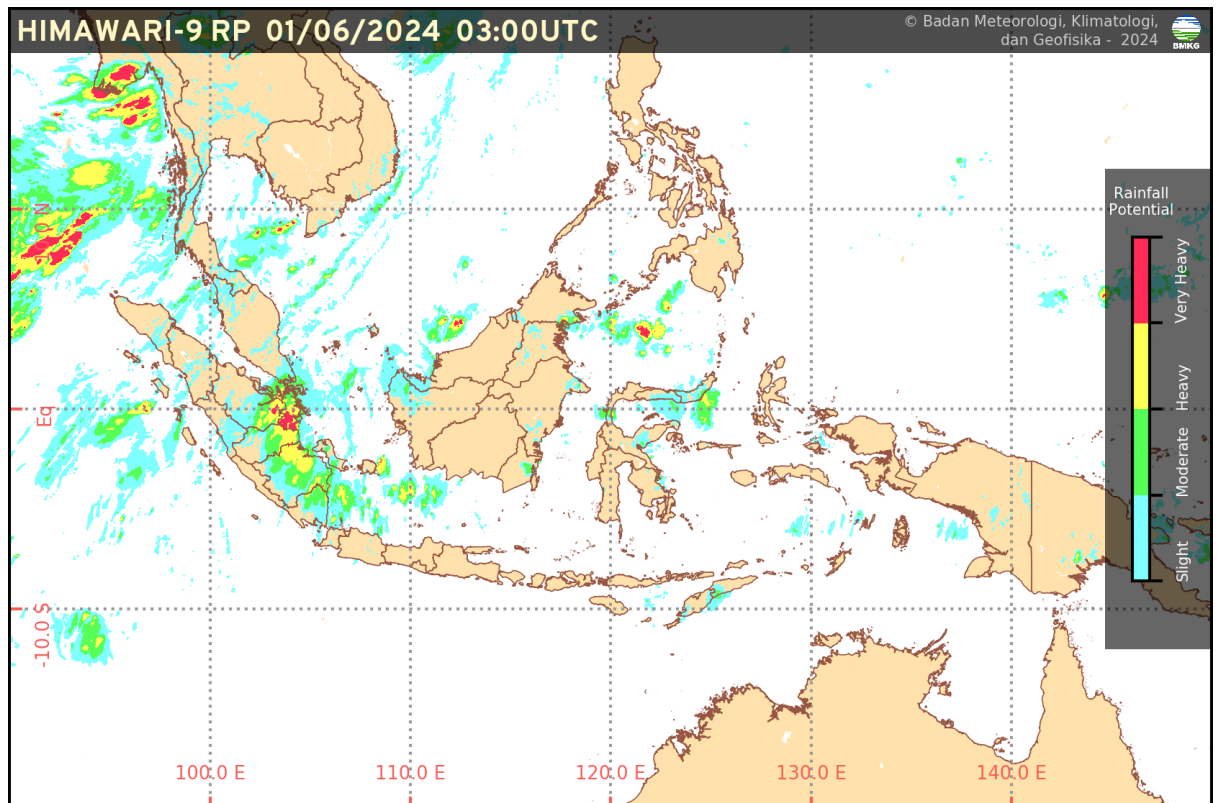 HIMAWARI-9 RP 01/06/2024 03:00UTC
© Badan Meteorologi, Klimatologi,
dan Geofisika - 2024
BMKG
Rainfall
Potential
Very Heavy
Heavy
Moderate
Slight
Eq
-10.0 S
100.0 E
110.0 E
120.0 E
130.0 E
140.0 E